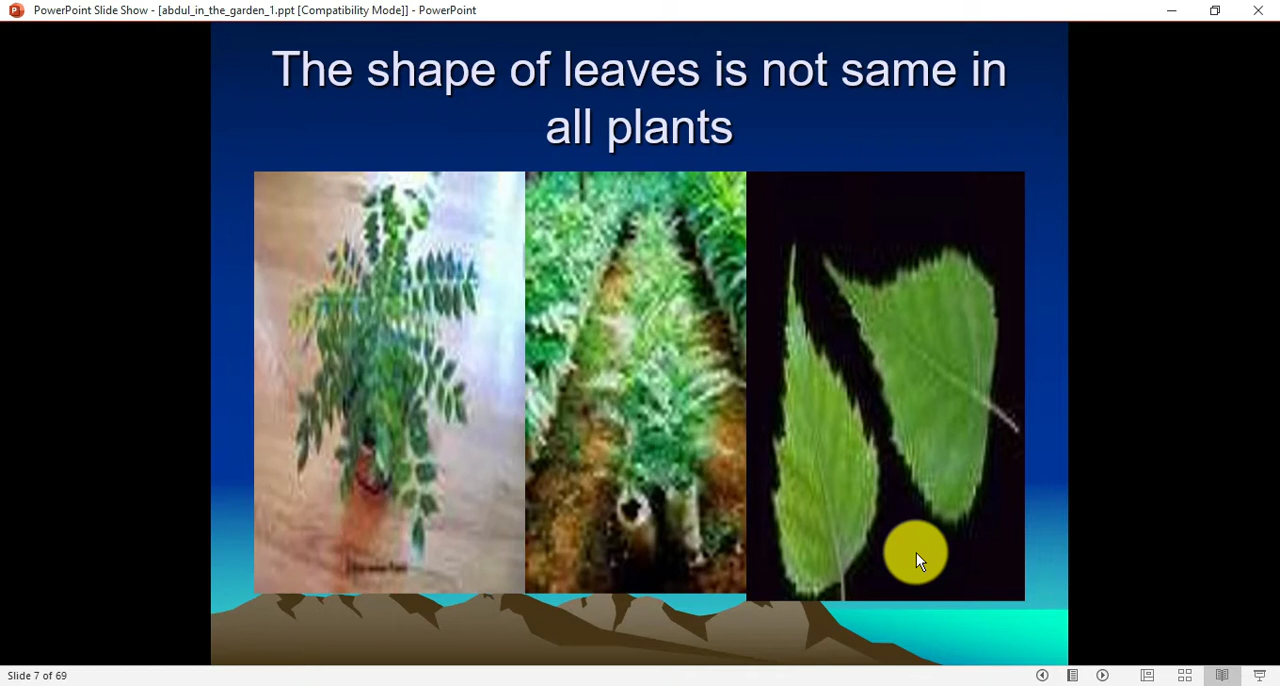 PowerPoint Slide Show - [abdul_in_the_garden_1.ppt [Compatibility Mode]] - PowerPoint
The shape of leaves is not same in
all plants
Slide 7 of 69